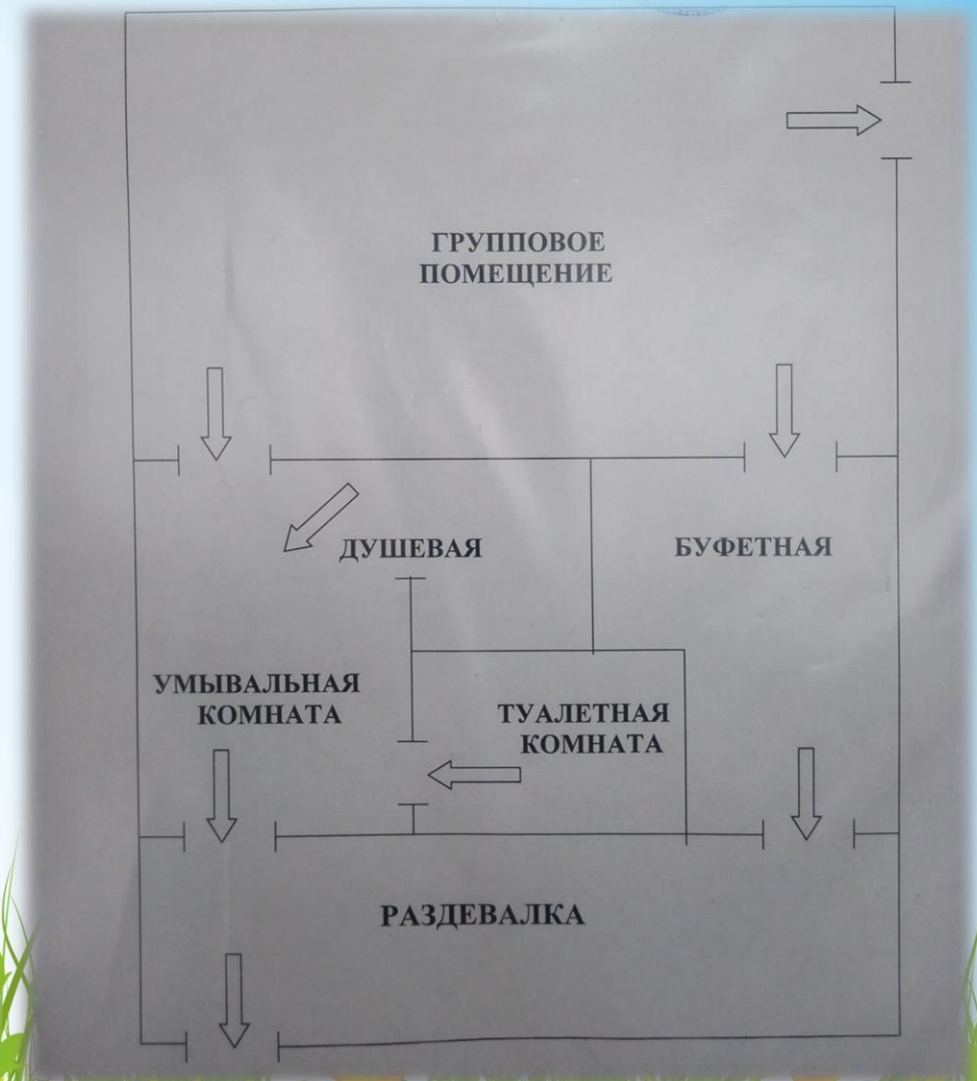 ГРУППОВОЕ
ПОМЕЩЕНИЕ
ДУШЕВАЯ
БУФЕТНАЯ
УМЫВАЛЬНАЯ
КОМНАТА
ТУАЛЕТНАЯ
КОМНАТА
РАЗДЕВАЛКА